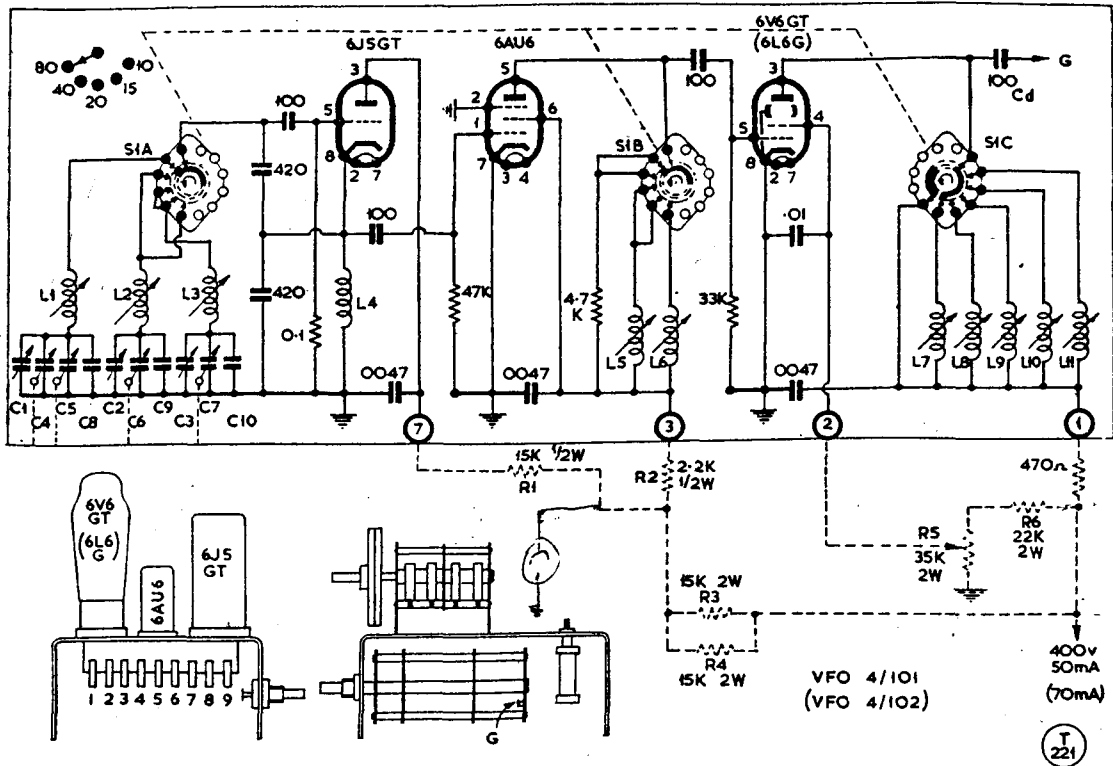 6V6GT
(6L6G)
6J5GT
6AU6
80
40
20
15
10
S1A
S1B
S1C
3
5
8
2 7
5
2
1
7
3 4
6
3
5
4
8
2 7
100
420
420
100
0·1
L4
47K
0047
0047
100
4·7
K
33K
·01
0047
100
Cd
G
L1
L2
L3
L5
L6
L7
L8
L9
L10
L11
C1
C4
C5
C8
C2
C6
C9
C3
C7
C10
7
3
2
1
15K 1/2W
R1
R2
2·2K
1/2W
470Ω
R5
35K
2W
R6
22K
2W
15K 2W
R3
R4
15K 2W
400v
50mA
(70mA)
VFO 4/101
(VFO 4/102)
6V6
GT
(6L6)
G
6AU6
6J5
GT
1 2 3 4 5 6 7 8 9
G
T
221